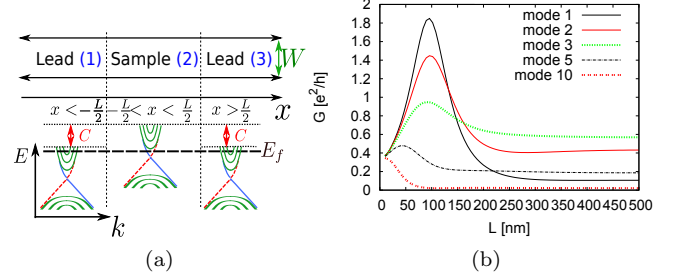 Lead (1) Sample (2) Lead (3) W
x
x < -L/2 -L/2 < x < L/2 x > L/2
C C
E E_f
k
(a)
2
1.8
1.6
1.4
1.2
1
0.8
0.6
0.4
0.2
0
G [e²/h]
mode 1
mode 2
mode 3
mode 5
mode 10
0 50 100 150 200 250 300 350 400 450 500
L [nm]
(b)